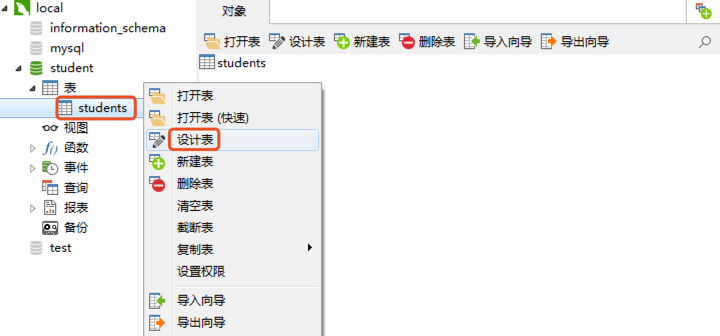 local
information_schema
mysql
student
表
students
视图
f() 函数
事件
查询
报表
备份
test
对象
打开表 设计表 新建表 删除表 导入向导 导出向导
students
打开表
打开表 (快速)
设计表
新建表
删除表
清空表
截断表
复制表
设置权限
导入向导
导出向导